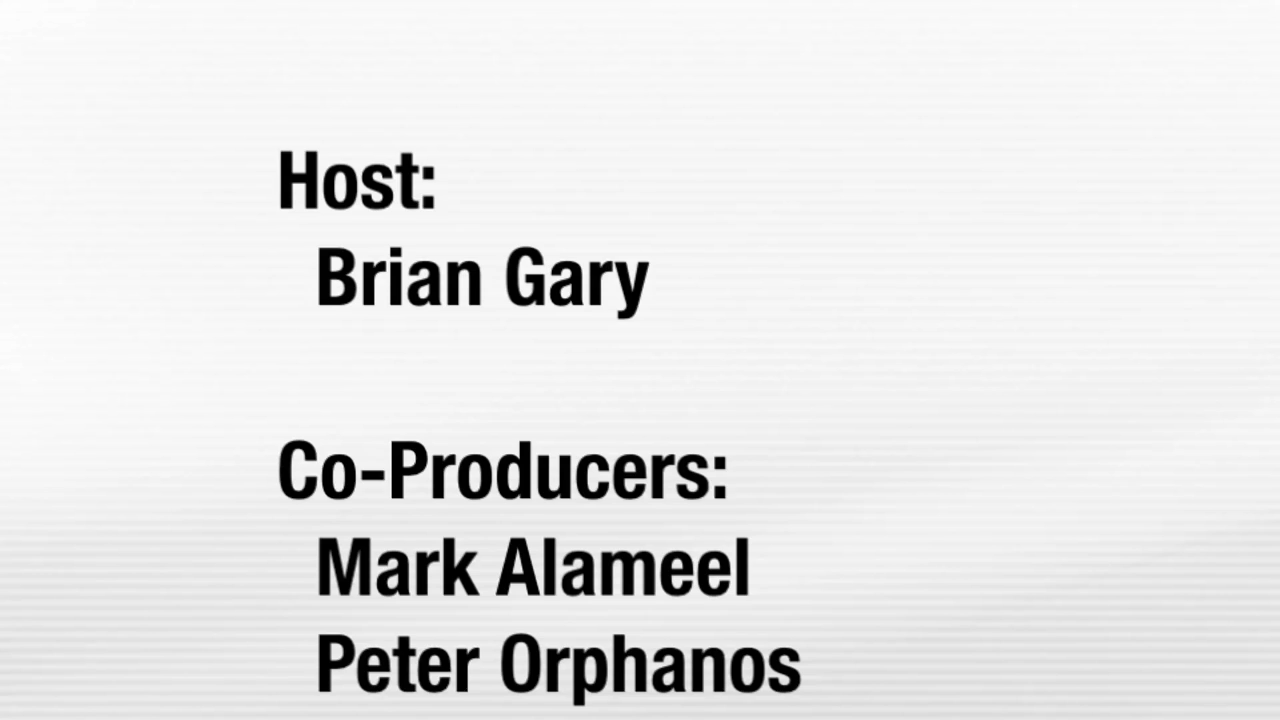 Host:
Brian Gary
Co-Producers:
Mark Alameel
Peter Orphanos